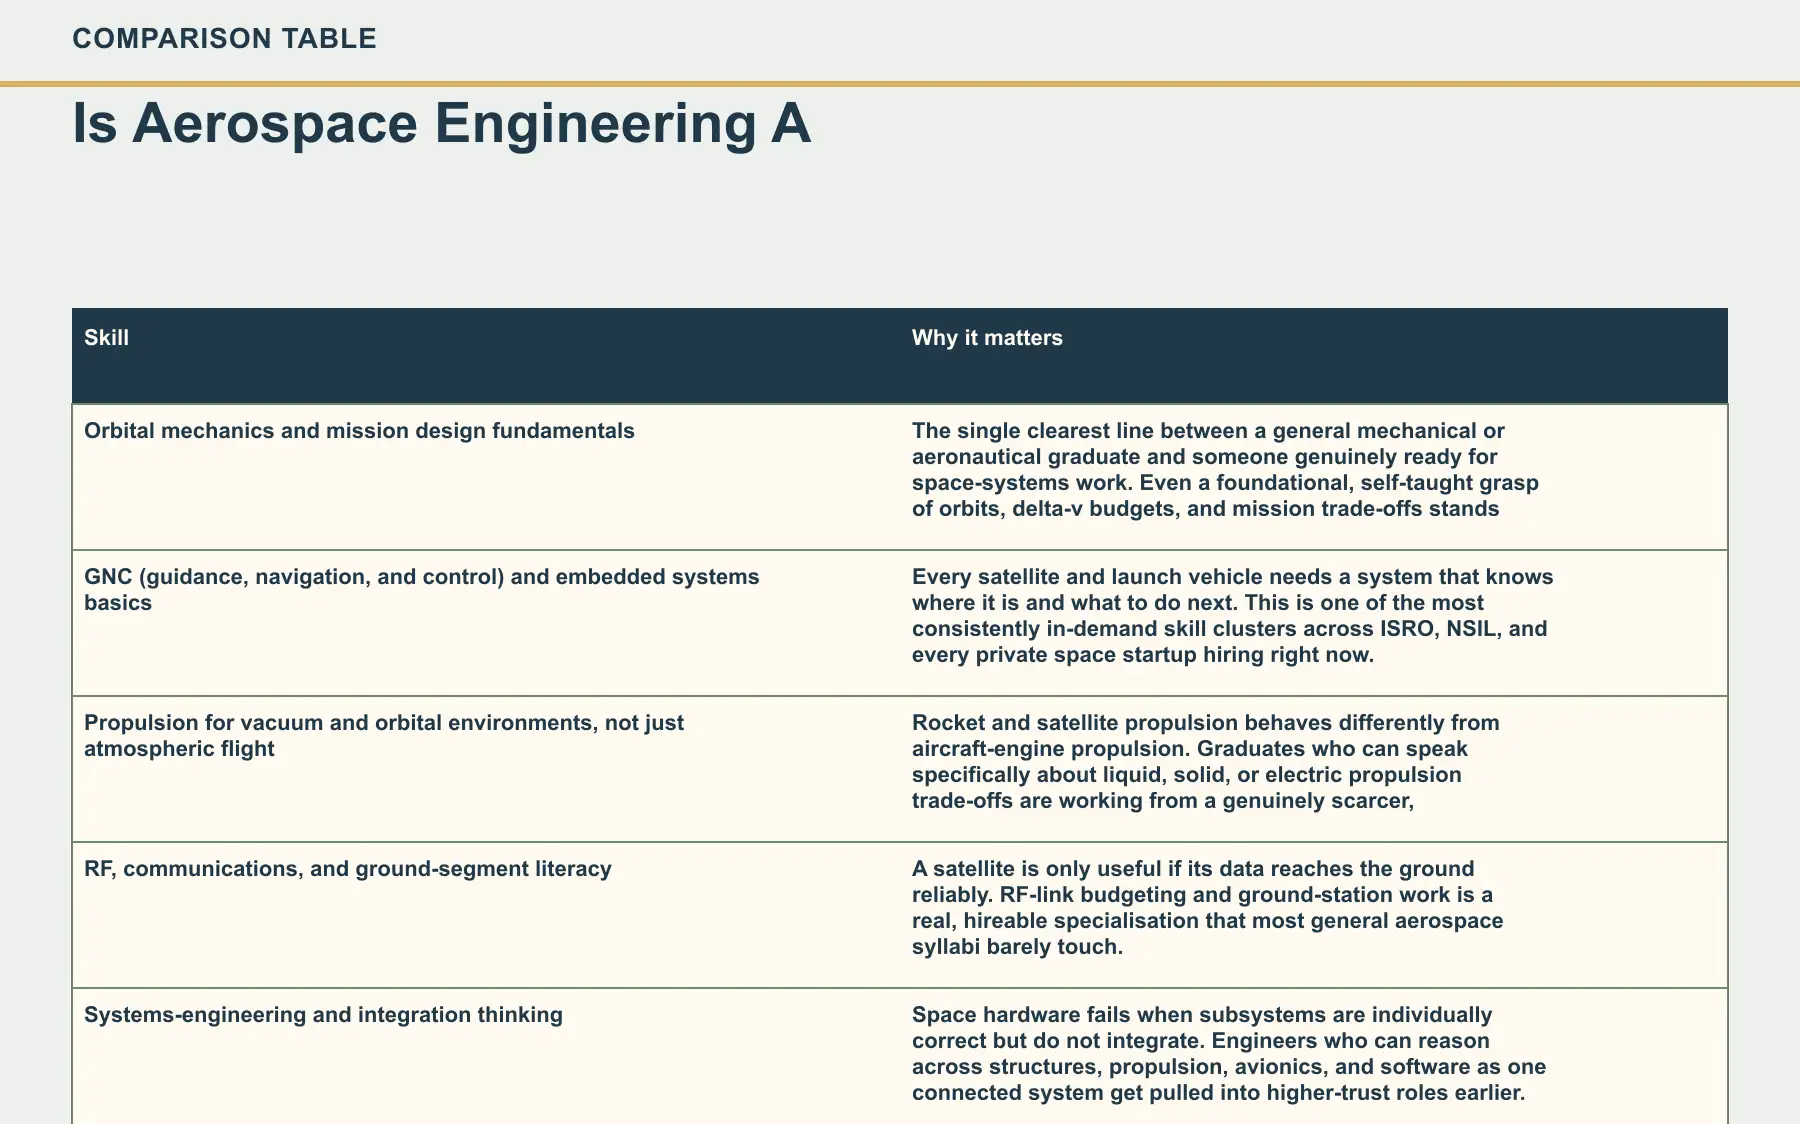 COMPARISON TABLE
Is Aerospace Engineering A
Skill
Why it matters
Orbital mechanics and mission design fundamentals
The single clearest line between a general mechanical or
aeronautical graduate and someone genuinely ready for
space-systems work. Even a foundational, self-taught grasp
of orbits, delta-v budgets, and mission trade-offs stands
GNC (guidance, navigation, and control) and embedded systems
basics
Every satellite and launch vehicle needs a system that knows
where it is and what to do next. This is one of the most
consistently in-demand skill clusters across ISRO, NSIL, and
every private space startup hiring right now.
Propulsion for vacuum and orbital environments, not just
atmospheric flight
Rocket and satellite propulsion behaves differently from
aircraft-engine propulsion. Graduates who can speak
specifically about liquid, solid, or electric propulsion
trade-offs are working from a genuinely scarcer,
RF, communications, and ground-segment literacy
A satellite is only useful if its data reaches the ground
reliably. RF-link budgeting and ground-station work is a
real, hireable specialisation that most general aerospace
syllabi barely touch.
Systems-engineering and integration thinking
Space hardware fails when subsystems are individually
correct but do not integrate. Engineers who can reason
across structures, propulsion, avionics, and software as one
connected system get pulled into higher-trust roles earlier.